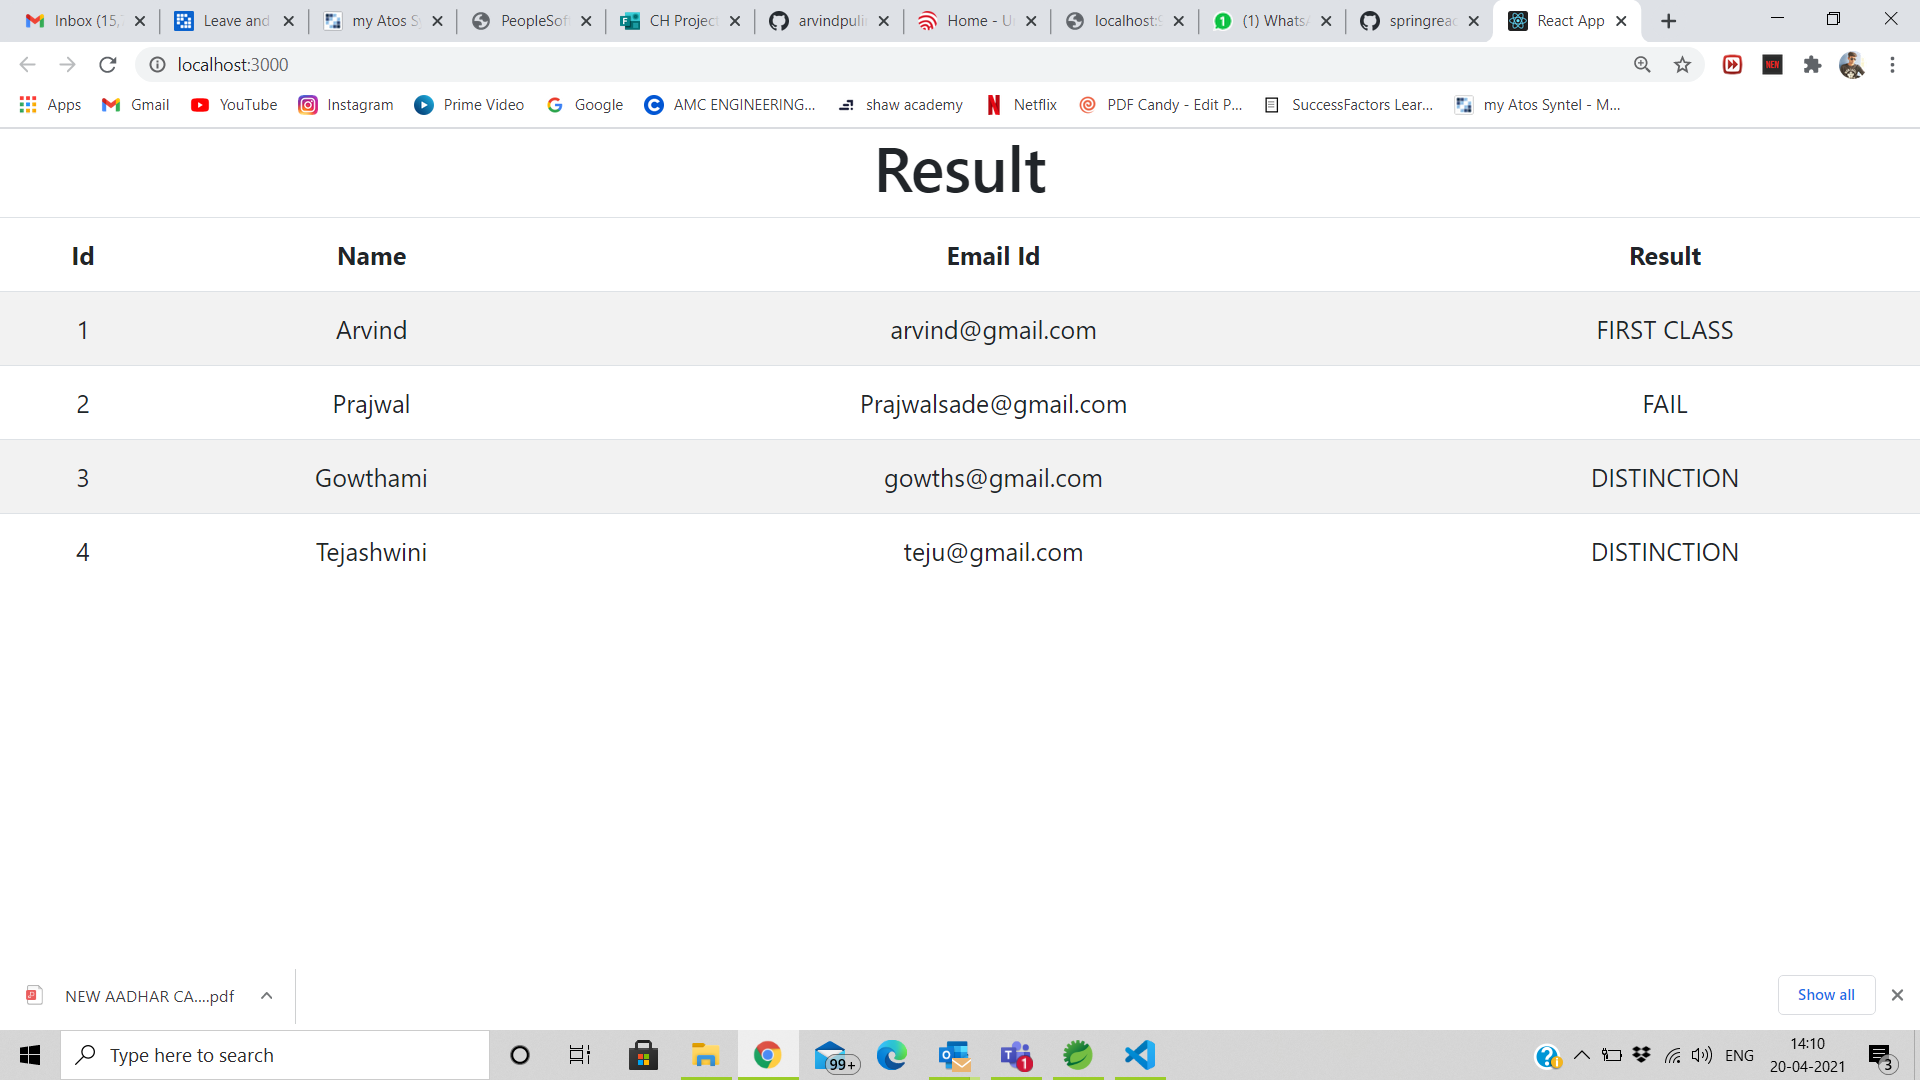 Inbox (15, Leave and my Atos S PeopleSof CH Project arvindpuli Home - U localhost: (1) Whats springreac React App
localhost:3000
Apps Gmail YouTube Instagram Prime Video Google AMC ENGINEERING... shaw academy Netflix PDF Candy - Edit P... SuccessFactors Lear... my Atos Syntel - M...
NEW
Result
Id Name Email Id Result
1 Arvind arvind@gmail.com FIRST CLASS
2 Prajwal Prajwalsade@gmail.com FAIL
3 Gowthami gowths@gmail.com DISTINCTION
4 Tejashwini teju@gmail.com DISTINCTION
NEW AADHAR CA....pdf Show all
Type here to search 99+ 1 ENG 14:10
20-04-2021 3